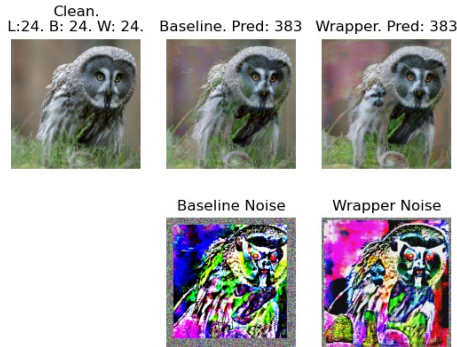 Clean.
L:24. B: 24. W: 24.
Baseline. Pred: 383
Wrapper. Pred: 383
Baseline Noise
Wrapper Noise